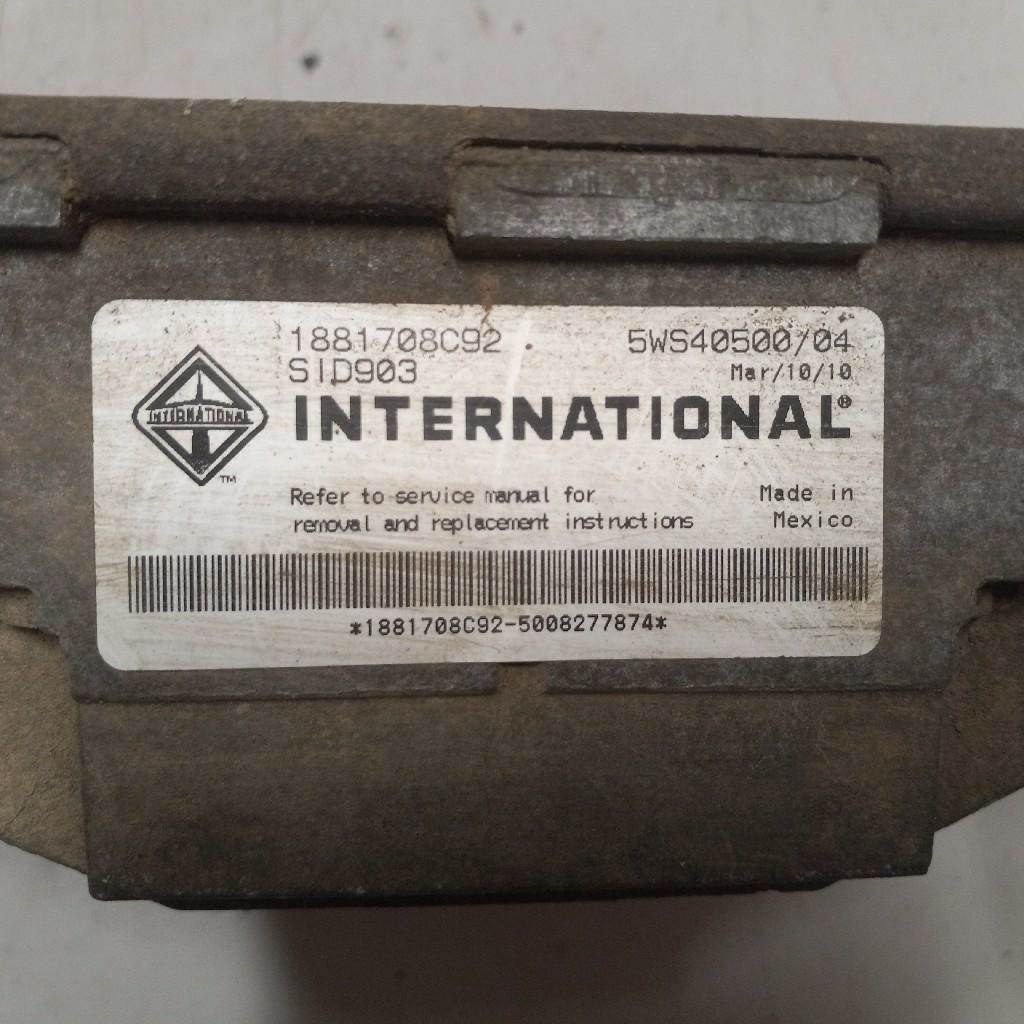 1881708C92 . 5WS40500/04
SID903 Mar/10/10
INTERNATIONAL
INTERNATIONAL®
TM
Refer to service manual for Made in
removal and replacement instructions Mexico
*1881708C92-5008277874*